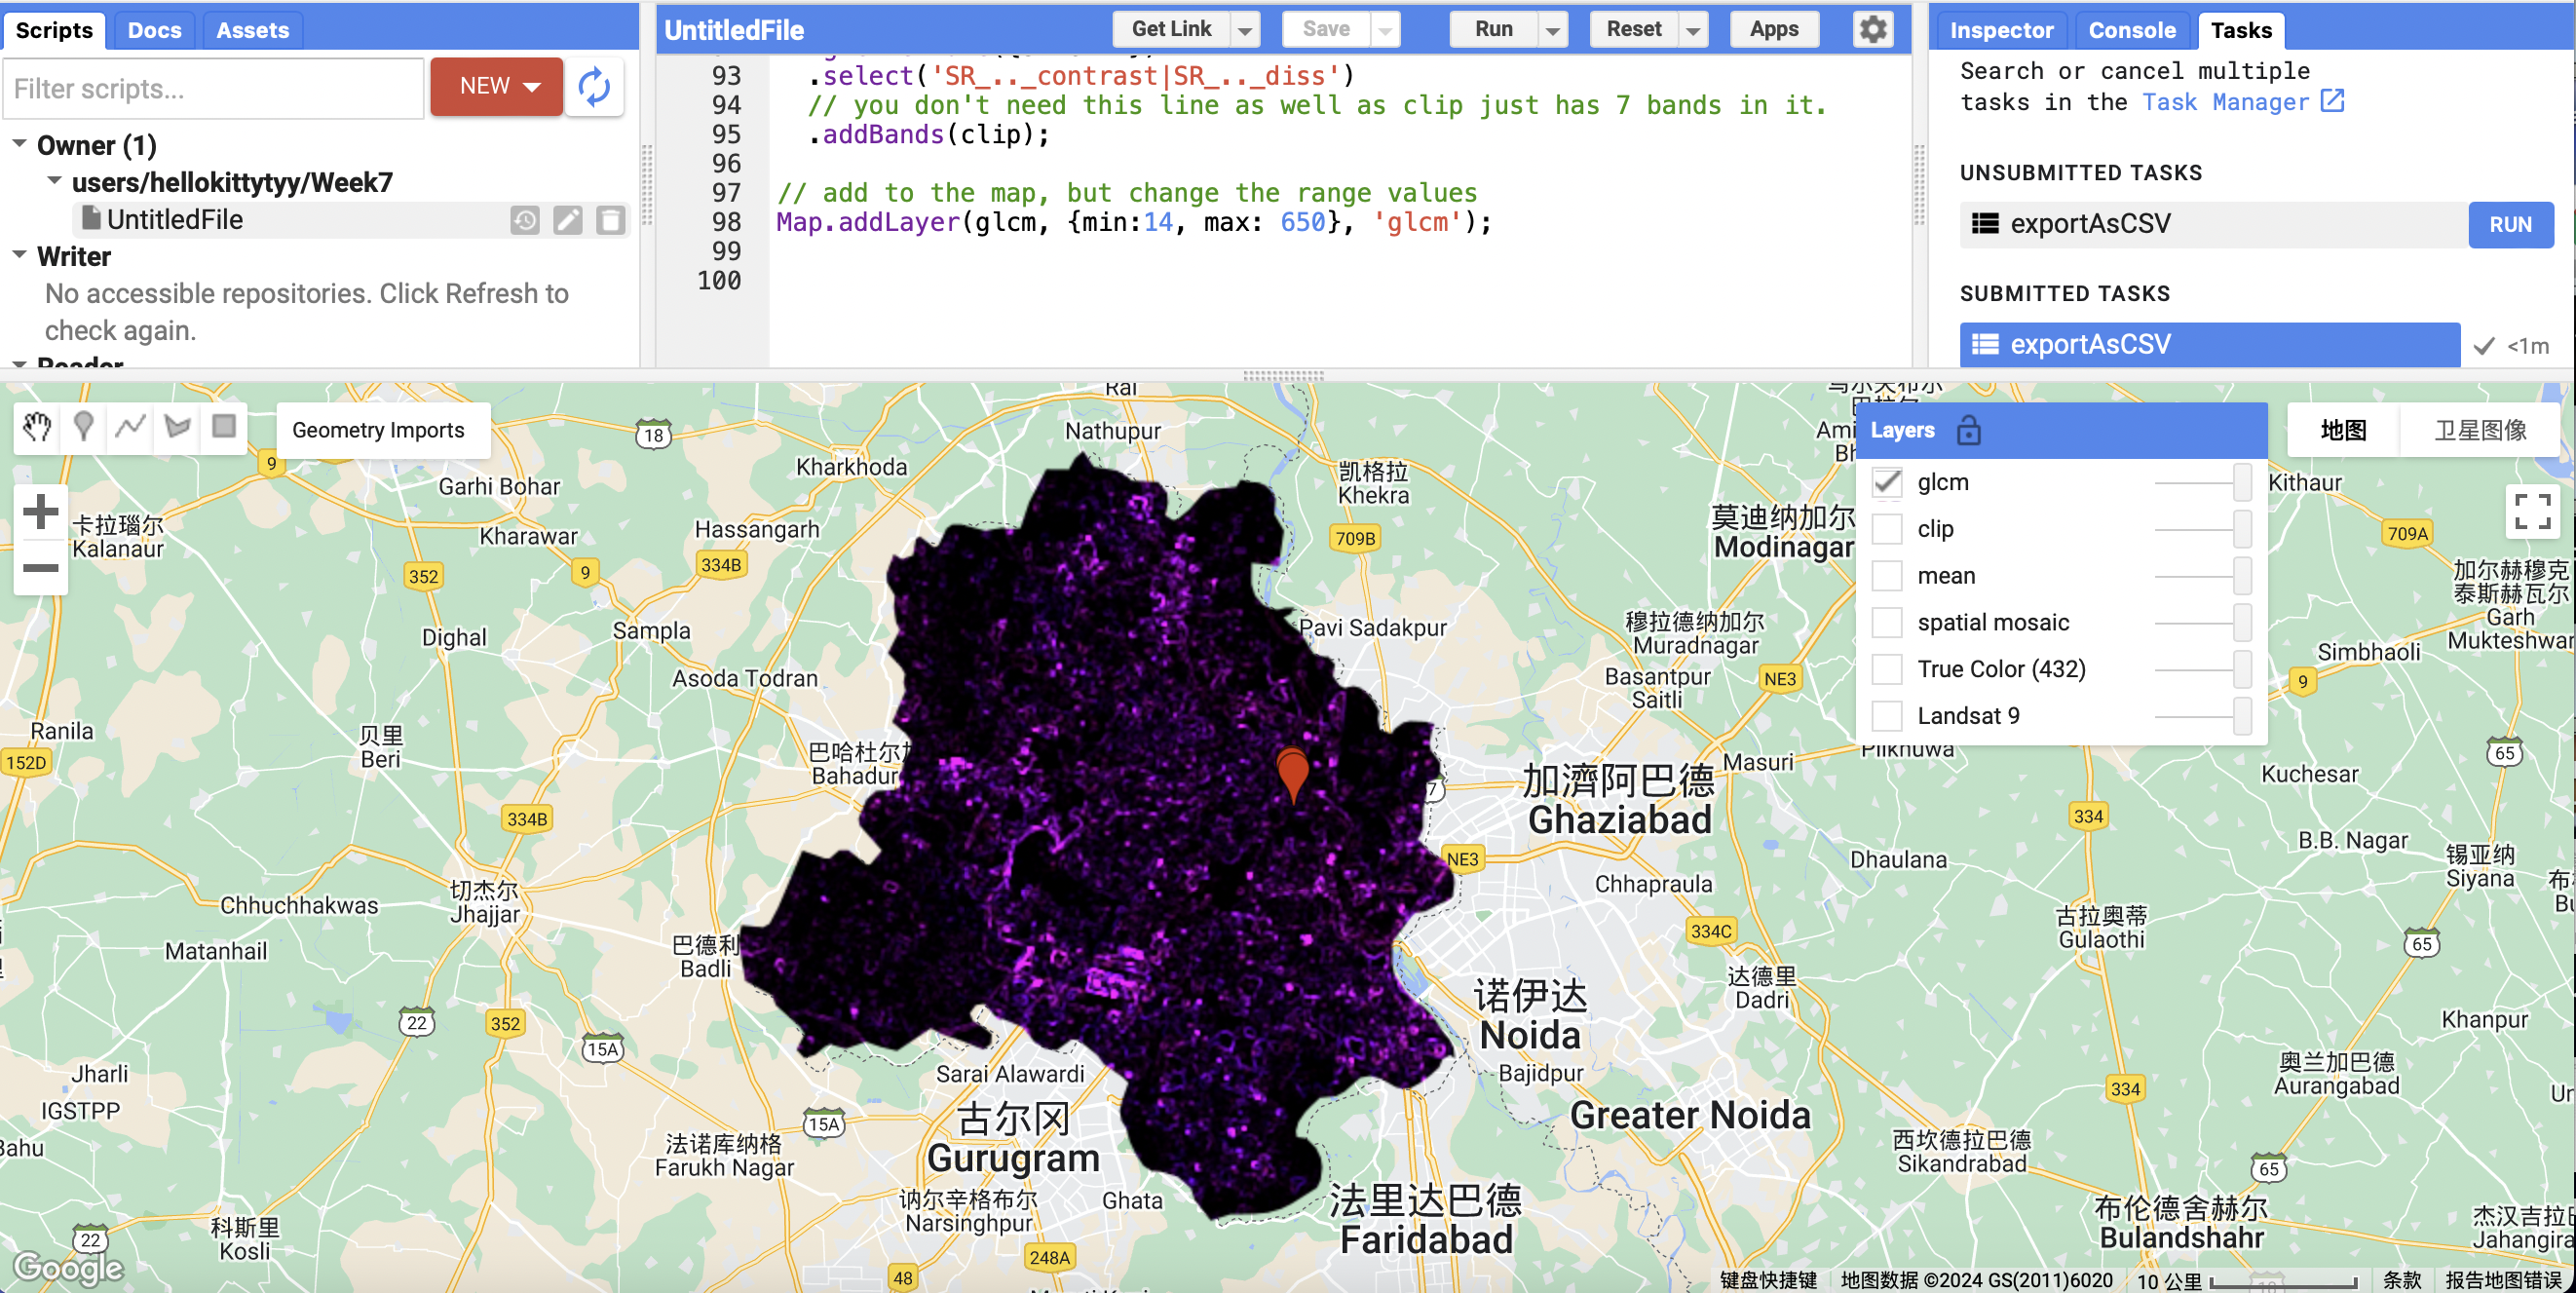 Scripts Docs Assets
Filter scripts...
NEW
Owner (1)
users/hellokittytyy/Week7
UntitledFile
Writer
No accessible repositories. Click Refresh to
check again.
Reader
UntitledFile
Get Link
Save
Run
Reset
Apps
93 .select('SR_.._contrast|SR_.._diss')
94 // you don't need this line as well as clip just has 7 bands in it.
95 .addBands(clip);
96
97 // add to the map, but change the range values
98 Map.addLayer(glcm, {min:14, max: 650}, 'glcm');
99
100
Inspector Console Tasks
Search or cancel multiple
tasks in the Task Manager
UNSUBMITTED TASKS
exportAsCSV
RUN
SUBMITTED TASKS
exportAsCSV
<1m
Geometry Imports
Layers
glcm
clip
mean
spatial mosaic
True Color (432)
Landsat 9
地图
卫星图像
Rai
Nathupur
18
9
Kharkhoda
Garhi Bohar
凯格拉
Khekra
Kithaur
卡拉瑙尔
Kalanaur
Kharawar
Hassangarh
709B
莫迪纳加尔
Modinagar
709A
352
9
334B
加尔赫穆克
泰斯赫瓦尔
Garh
Mukteshwar
Dighal
Sampla
Pavi Sadakpur
穆拉德纳加尔
Muradnagar
Simbhaoli
Asoda Todran
Basantpur
Saitli
NE3
9
Ranila
贝里
Beri
Bahadur
Masuri
Pilkhuwa
65
152D
Kuchesar
334B
加濟阿巴德
Ghaziabad
334
NE3
Dhaulana
B.B. Nagar
锡亚纳
Siyana
切杰尔
Jhajjar
Chhuchhakwas
Chhapraula
古拉奥蒂
Gulaothi
Matanhail
巴德利
Badli
334C
65
达德里
Dadri
诺伊达
Noida
22
352
15A
Khanpur
Jharli
Sarai Alawardi
Bajidpur
奥兰加巴德
Aurangabad
IGSTPP
古尔冈
Gurugram
15A
Greater Noida
334
法诺库纳格
Farukh Nagar
西坎德拉巴德
Sikandrabad
65
讷尔辛格布尔
Narsinghpur
Ghata
法里达巴德
Faridabad
布伦德舍赫尔
Bulandshahr
22
科斯里
Kosli
248A
48
Google
键盘快捷键
地图数据 ©2024 GS(2011)6020
10 公里
条款
报告地图错误